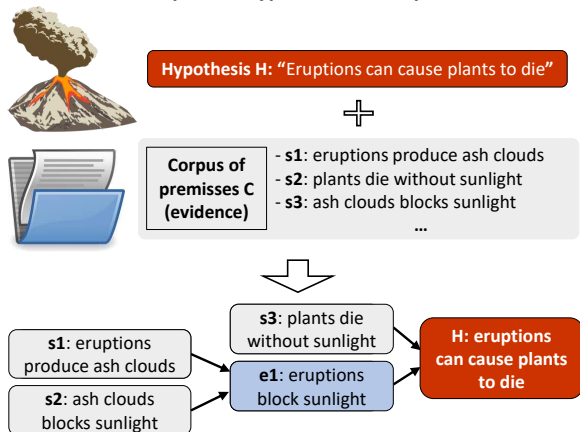 Hypothesis H: “Eruptions can cause plants to die”
Corpus of
premisses C
(evidence)
- s1: eruptions produce ash clouds
- s2: plants die without sunlight
- s3: ash clouds blocks sunlight
...
s1: eruptions
produce ash clouds
s2: ash clouds
blocks sunlight
s3: plants die
without sunlight
e1: eruptions
block sunlight
H: eruptions
can cause plants
to die